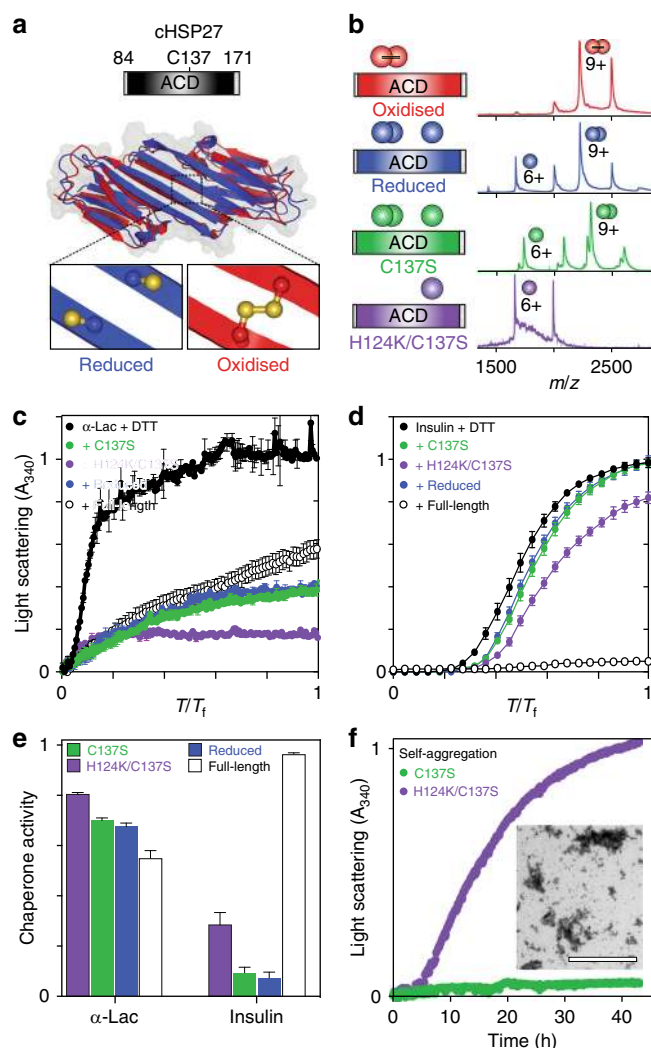 a
cHSP27
84 C137 171
ACD
Reduced Oxidised
b
ACD
Oxidised
9+
ACD
Reduced
6+ 9+
ACD
C137S
6+ 9+
ACD
H124K/C137S
6+
1500 2500
m/z
c
1
Light scattering (A340)
0
α-Lac + DTT
+ C137S
0 1
T/Tf
d
1
Light scattering (A340)
0
Insulin + DTT
+ C137S
+ H124K/C137S
+ Reduced
+ Full-length
0 1
T/Tf
e
1
Chaperone activity
0
C137S Reduced
H124K/C137S Full-length
α-Lac Insulin
f
1
Light scattering (A340)
0
Self-aggregation
C137S
H124K/C137S
0 10 20 30 40
Time (h)